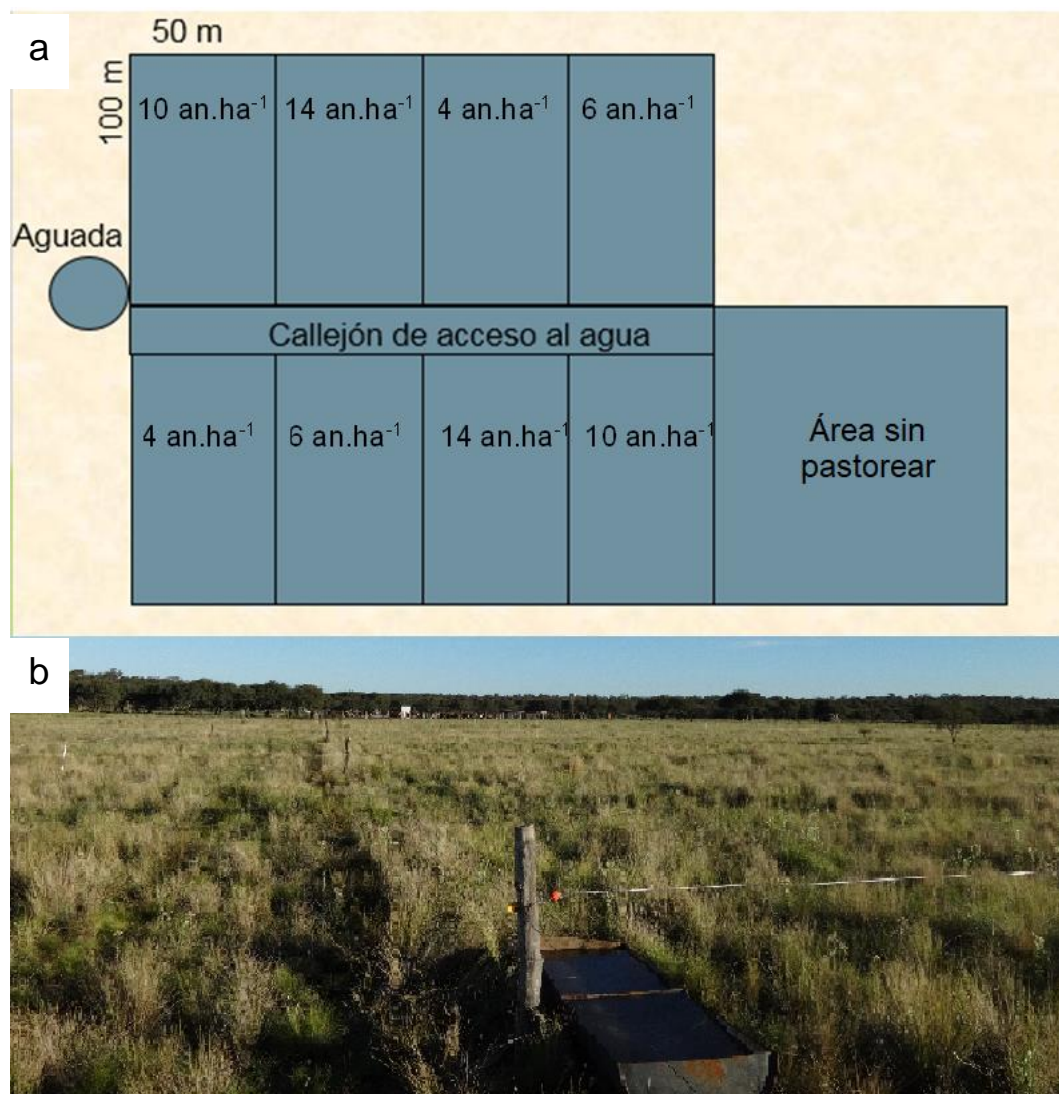 a
50 m
100 m
10 an.ha⁻¹ 14 an.ha⁻¹ 4 an.ha⁻¹ 6 an.ha⁻¹
Aguada
Callejón de acceso al agua
4 an.ha⁻¹ 6 an.ha⁻¹ 14 an.ha⁻¹ 10 an.ha⁻¹
Área sin
pastorear
b